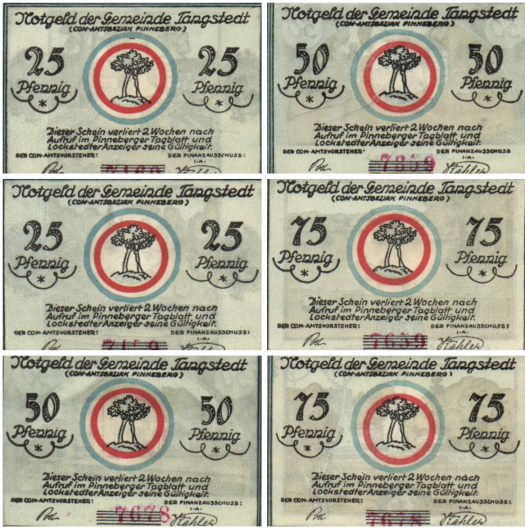 Notgeld der Gemeinde Tangstedt
(COM-AMTSBEZIRK PINNEBERG)
25 Pfennig 25 Pfennig
Dieser Schein verliert 2 Wochen nach
Aufruf im Pinneberger Tagblatt und
Lockstedter Anzeiger seine Gültigkeit.
DER COM-AMTSVORSTEHER: DER FINANZAUSSCHUSS:
I-A:
Kähler
Notgeld der Gemeinde Tangstedt
(COM-AMTSBEZIRK PINNEBERG)
50 Pfennig 50 Pfennig
Dieser Schein verliert 2 Wochen nach
Aufruf im Pinneberger Tagblatt und
Lockstedter Anzeiger seine Gültigkeit.
DER COM-AMTSVORSTEHER: DER FINANZAUSSCHUSS:
I-A:
7359 Kähler
Notgeld der Gemeinde Tangstedt
(COM-AMTSBEZIRK PINNEBERG)
25 Pfennig 25 Pfennig
Dieser Schein verliert 2 Wochen nach
Aufruf im Pinneberger Tagblatt und
Lockstedter Anzeiger seine Gültigkeit.
DER COM-AMTSVORSTEHER: DER FINANZAUSSCHUSS:
I-A:
Kähler
Notgeld der Gemeinde Tangstedt
(COM-AMTSBEZIRK PINNEBERG)
75 Pfennig 75 Pfennig
Dieser Schein verliert 2 Wochen nach
Aufruf im Pinneberger Tagblatt und
Lockstedter Anzeiger seine Gültigkeit.
DER COM-AMTSVORSTEHER: DER FINANZAUSSCHUSS:
I-A:
7659 Kähler
Notgeld der Gemeinde Tangstedt
(COM-AMTSBEZIRK PINNEBERG)
50 Pfennig 50 Pfennig
Dieser Schein verliert 2 Wochen nach
Aufruf im Pinneberger Tagblatt und
Lockstedter Anzeiger seine Gültigkeit.
DER COM-AMTSVORSTEHER: DER FINANZAUSSCHUSS:
I-A:
7678 Kähler
Notgeld der Gemeinde Tangstedt
(COM-AMTSBEZIRK PINNEBERG)
75 Pfennig 75 Pfennig
Dieser Schein verliert 2 Wochen nach
Aufruf im Pinneberger Tagblatt und
Lockstedter Anzeiger seine Gültigkeit.
DER COM-AMTSVORSTEHER: DER FINANZAUSSCHUSS:
I-A:
Kähler